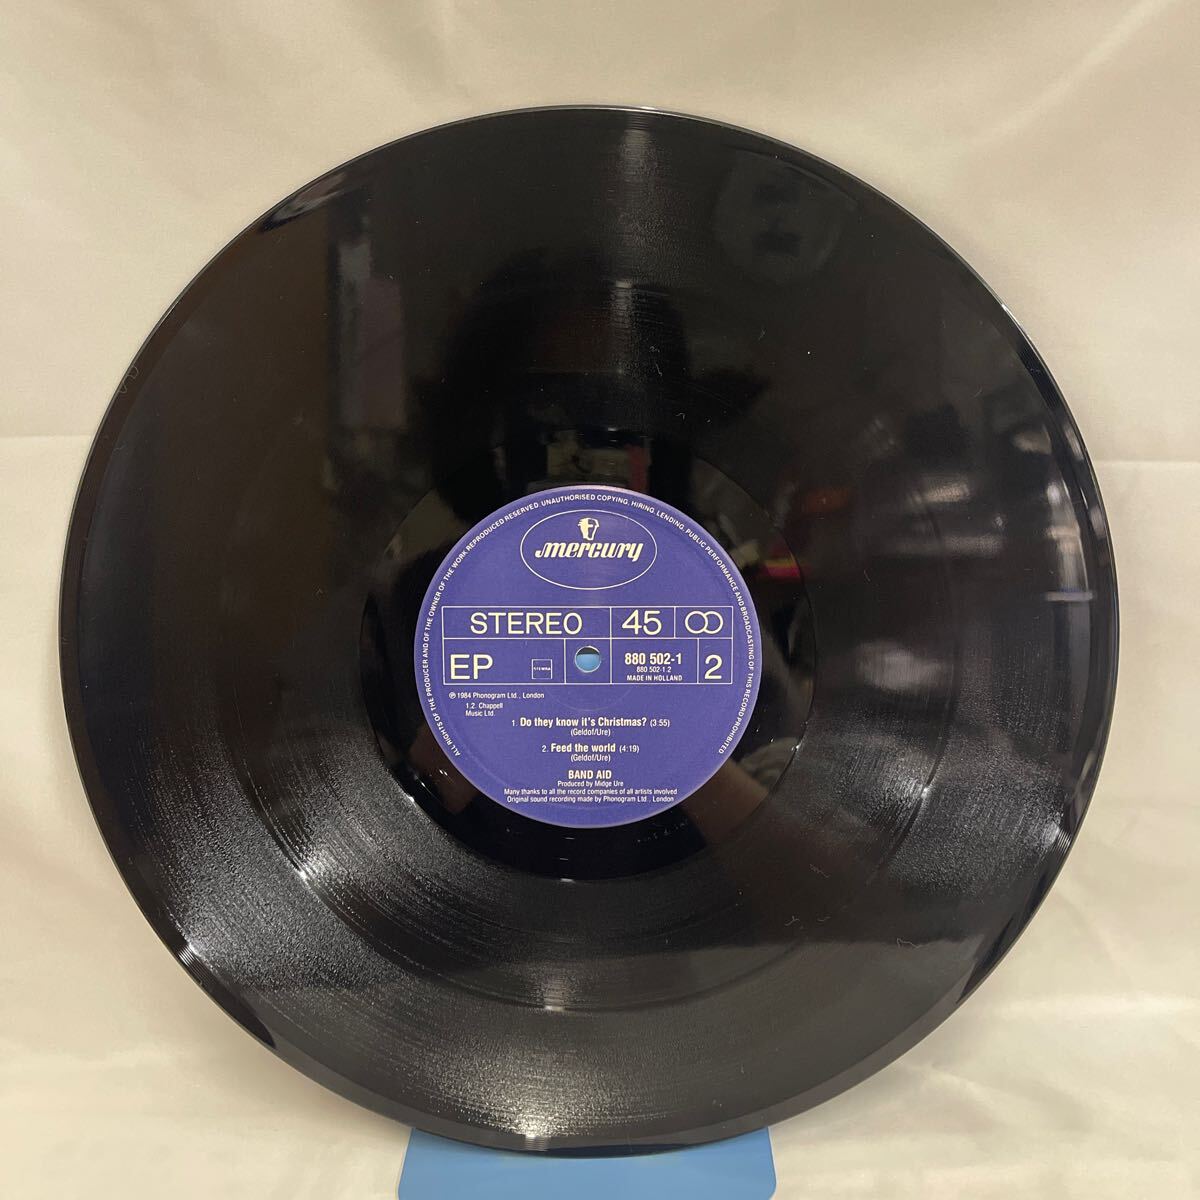 ALL RIGHTS OF THE PRODUCER AND OF THE OWNER OF THE WORK REPRODUCED RESERVED. UNAUTHORISED COPYING, HIRING, LENDING, PUBLIC PERFORMANCE AND BROADCASTING OF THIS RECORD PROHIBITED
mercury
STEREO 45
EP STEMRA 880 502-1 2
880 502-1.2
MADE IN HOLLAND
℗ 1984 Phonogram Ltd., London
1.2. Chappell
Music Ltd.
1. Do they know it's Christmas? (3:55)
(Geldof/Ure)
2. Feed the world (4:19)
(Geldof/Ure)
BAND AID
Produced by Midge Ure
Many thanks to all the record companies of all artists involved
Original sound recording made by Phonogram Ltd., London